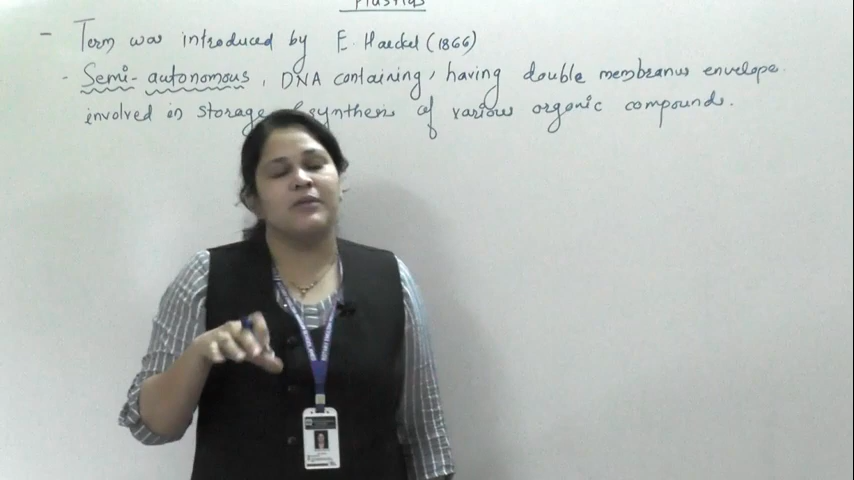 Plastids
- Term was introduced by E. Haeckel (1866)
- Semi-autonomous, DNA containing, having double membranus envelope
involved in storage & synthesis of various organic compounds.